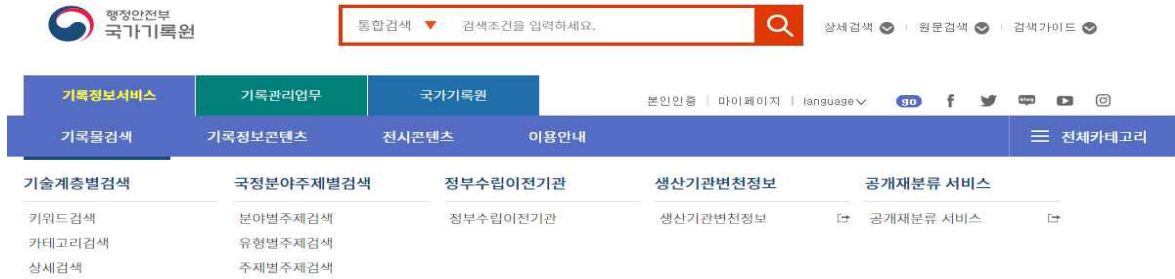 행정안전부
국가기록원
통합검색 ▼ 검색조건을 입력하세요.
상세검색 원문검색 검색가이드
기록정보서비스 기록관리업무 국가기록원
본인인증 | 마이페이지 | language go blog
기록물검색 기록정보콘텐츠 전시콘텐츠 이용안내 전체카테고리
기술계층별검색 국정분야주제별검색 정부수립이전기관 생산기관변천정보 공개재분류 서비스
키워드검색 분야별주제검색 정부수립이전기관 생산기관변천정보 공개재분류 서비스
카테고리검색 유형별주제검색
상세검색 주제별주제검색